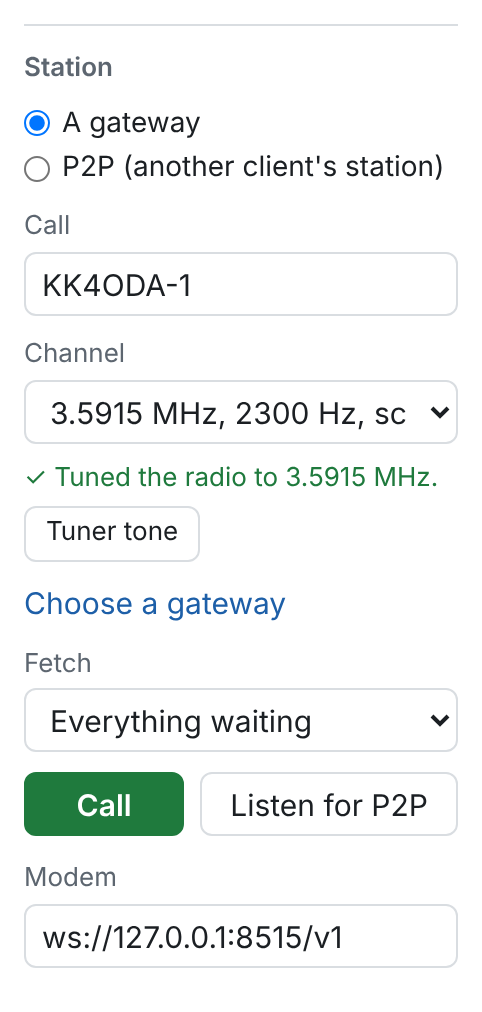 Station
A gateway
P2P (another client's station)
Call
KK4ODA-1
Channel
3.5915 MHz, 2300 Hz, sc
✓ Tuned the radio to 3.5915 MHz.
Tuner tone
Choose a gateway
Fetch
Everything waiting
Call
Listen for P2P
Modem
ws://127.0.0.1:8515/v1